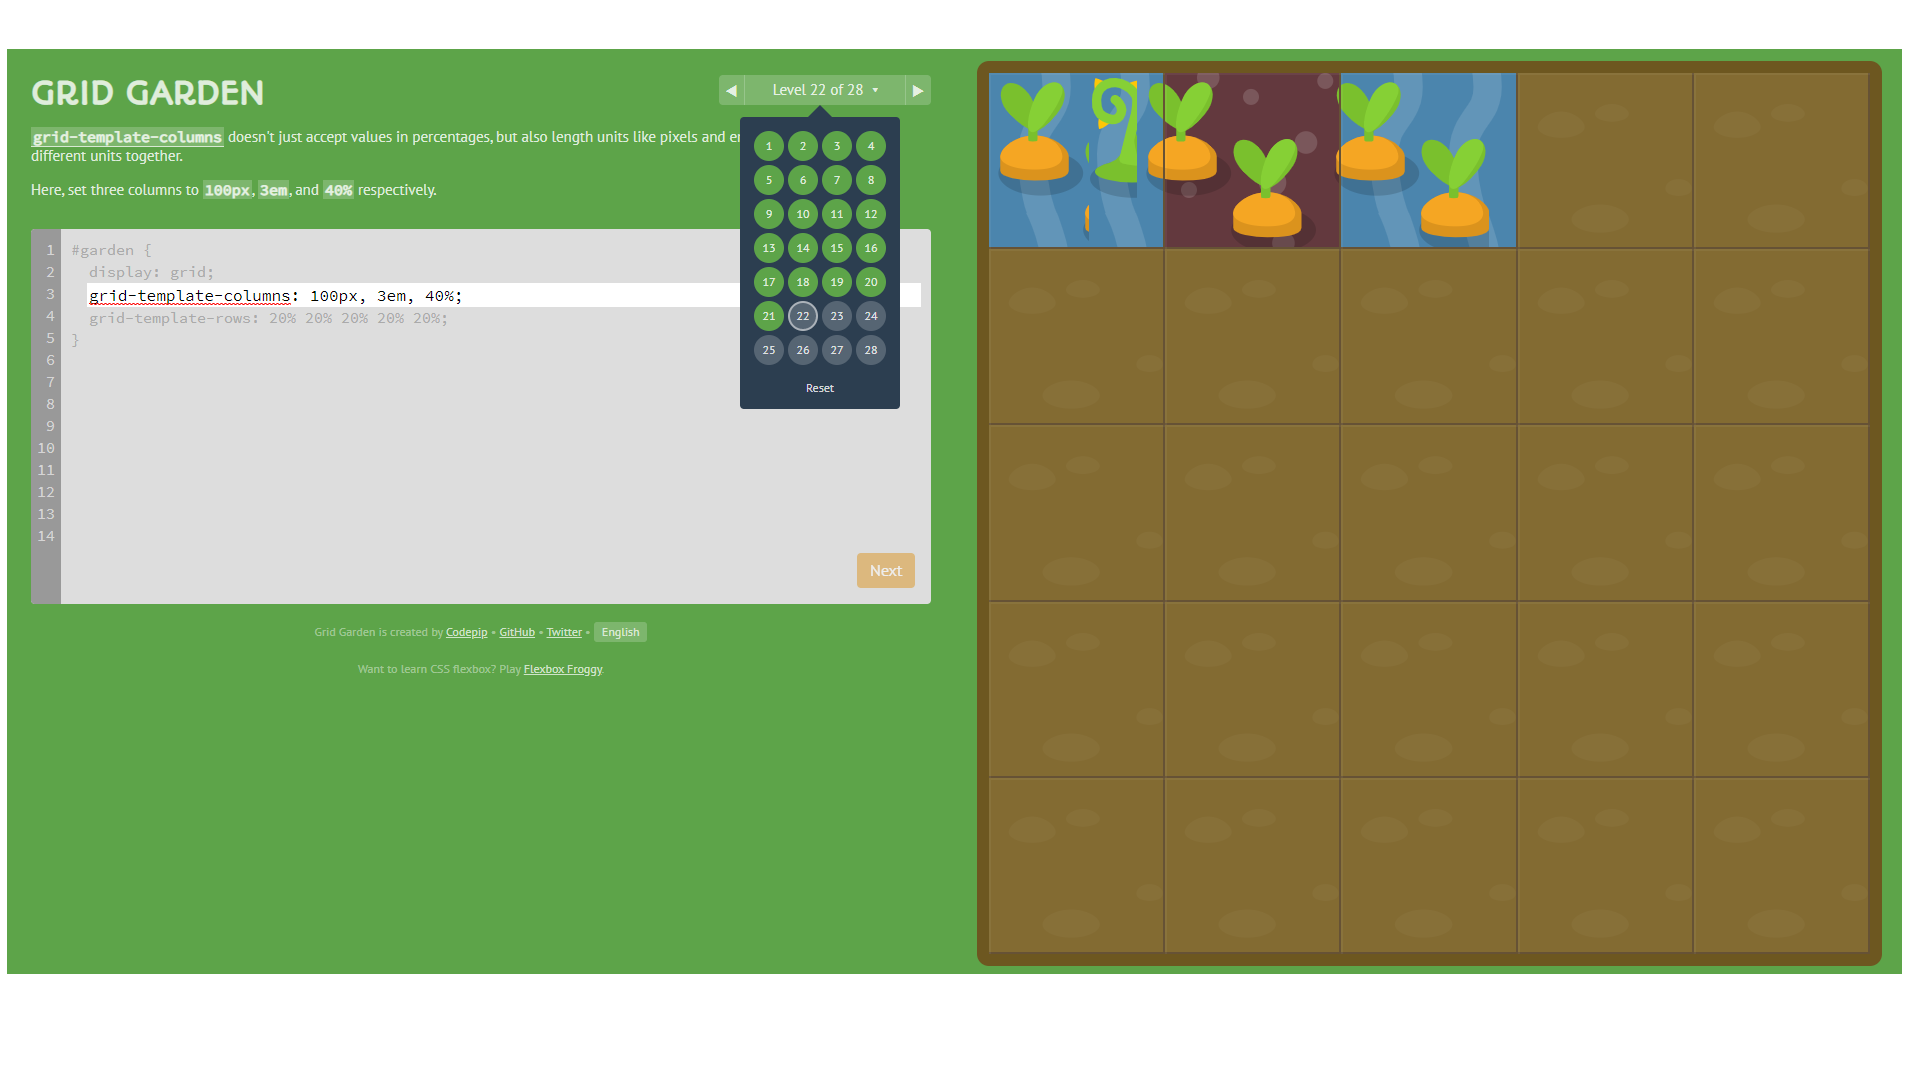 GRID GARDEN
◀ Level 22 of 28 ▾ ▶
grid-template-columns doesn't just accept values in percentages, but also length units like pixels and
different units together.
Here, set three columns to 100px, 3em, and 40% respectively.
1 2 3 4
5 6 7 8
9 10 11 12
13 14 15 16
17 18 19 20
21 22 23 24
25 26 27 28
Reset
1 #garden {
2 display: grid;
3 grid-template-columns: 100px, 3em, 40%;
4 grid-template-rows: 20% 20% 20% 20% 20%;
5 }
6
7
8
9
10
11
12
13
14
Next
Grid Garden is created by Codepip • GitHub • Twitter • English
Want to learn CSS flexbox? Play Flexbox Froggy.